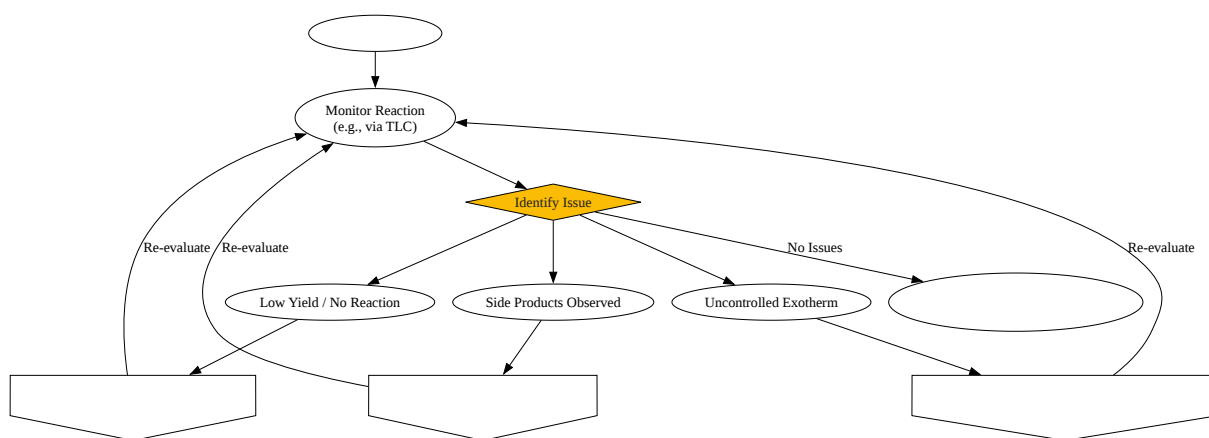 Monitor Reaction
(e.g., via TLC)
Identify Issue
Re-evaluate
Re-evaluate
No Issues
Re-evaluate
Low Yield / No Reaction
Side Products Observed
Uncontrolled Exotherm